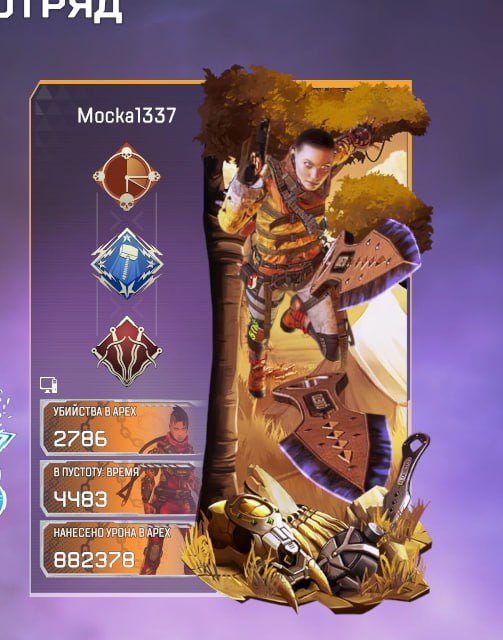 ОТРЯД
Mocka1337
УБИЙСТВА В APEX
2786
В ПУСТОТУ: ВРЕМЯ
4483
НАНЕСЕНО УРОНА В APEX
882378